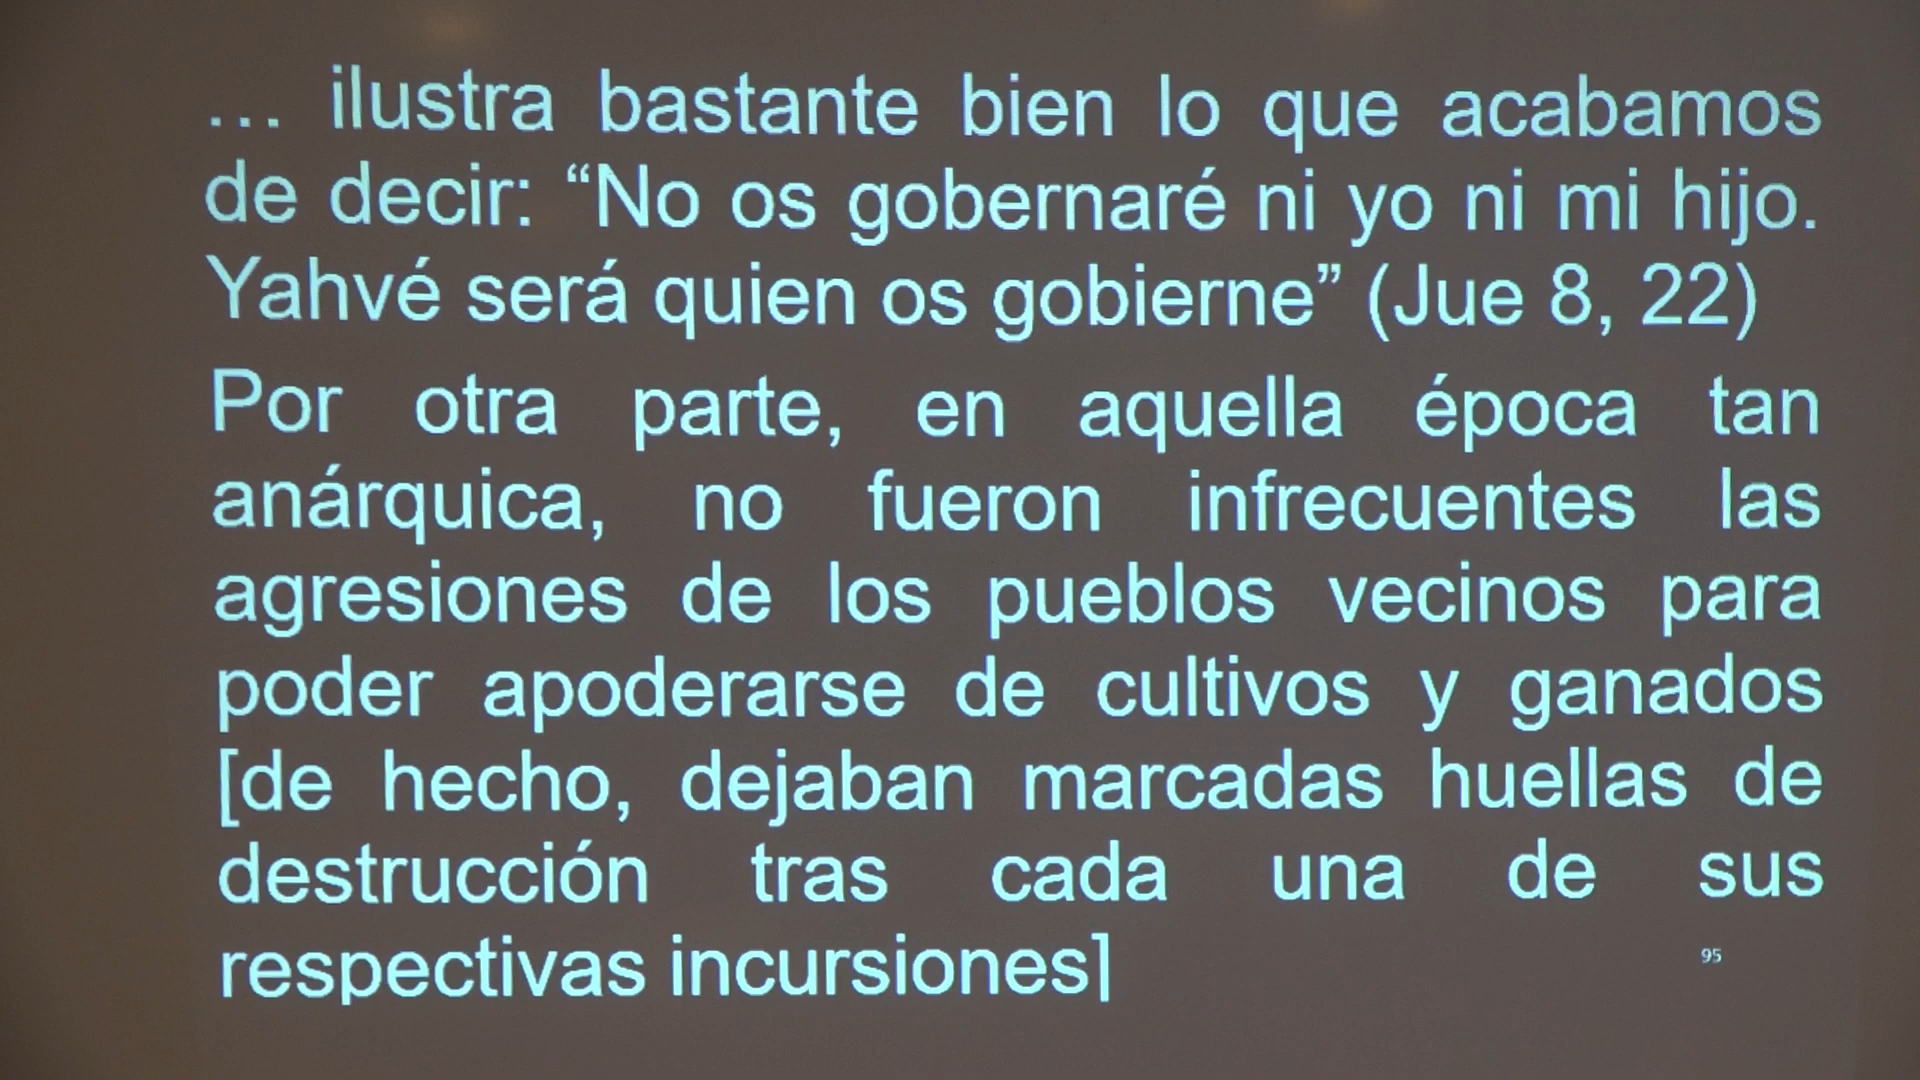 … ilustra bastante bien lo que acabamos
de decir: “No os gobernaré ni yo ni mi hijo.
Yahvé será quien os gobierne” (Jue 8, 22)
Por otra parte, en aquella época tan
anárquica, no fueron infrecuentes las
agresiones de los pueblos vecinos para
poder apoderarse de cultivos y ganados
[de hecho, dejaban marcadas huellas de
destrucción tras cada una de sus
respectivas incursiones]
95